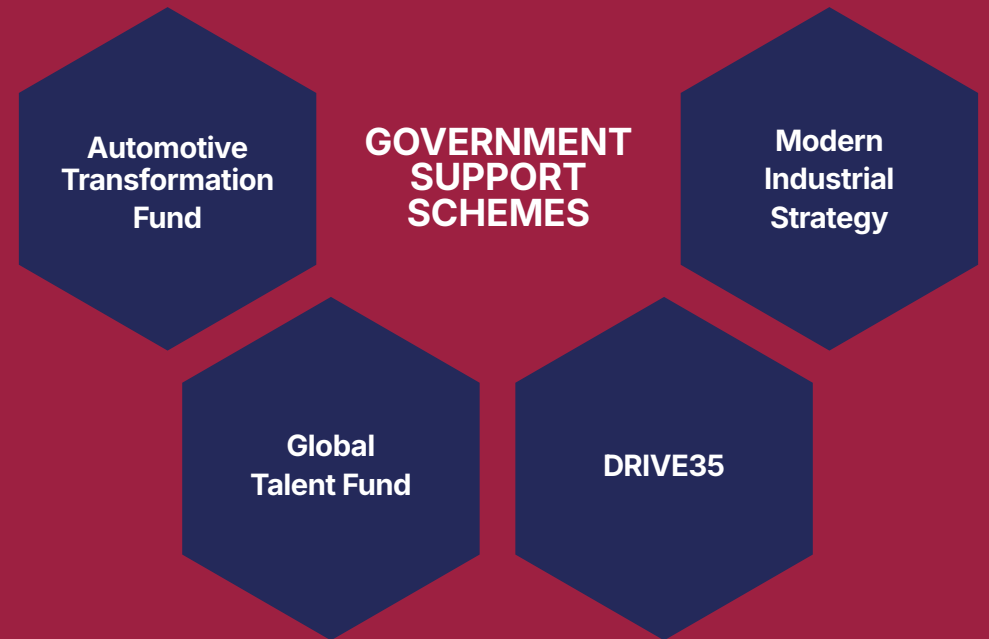 GOVERNMENT
SUPPORT
SCHEMES
Automotive
Transformation
Fund
Modern
Industrial
Strategy
Global
Talent Fund
DRIVE35